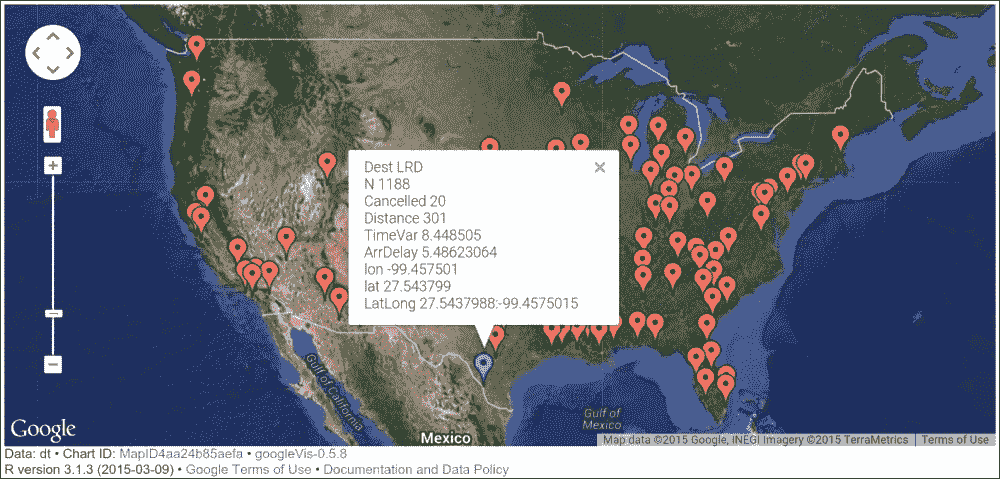 Dest LRD
N 1188
Cancelled 20
Distance 301
TimeVar 8.448505
ArrDelay 5.48623064
lon -99.457501
lat 27.543799
LatLong 27.5437988:-99.4575015
Gulf of California
Gulf of
Mexico
Mexico
Google
Map data ©2015 Google, INEGI Imagery ©2015 TerraMetrics
Terms of Use
Data: dt • Chart ID: MapID4aa24b85aefa • googleVis-0.5.8
R version 3.1.3 (2015-03-09) • Google Terms of Use • Documentation and Data Policy